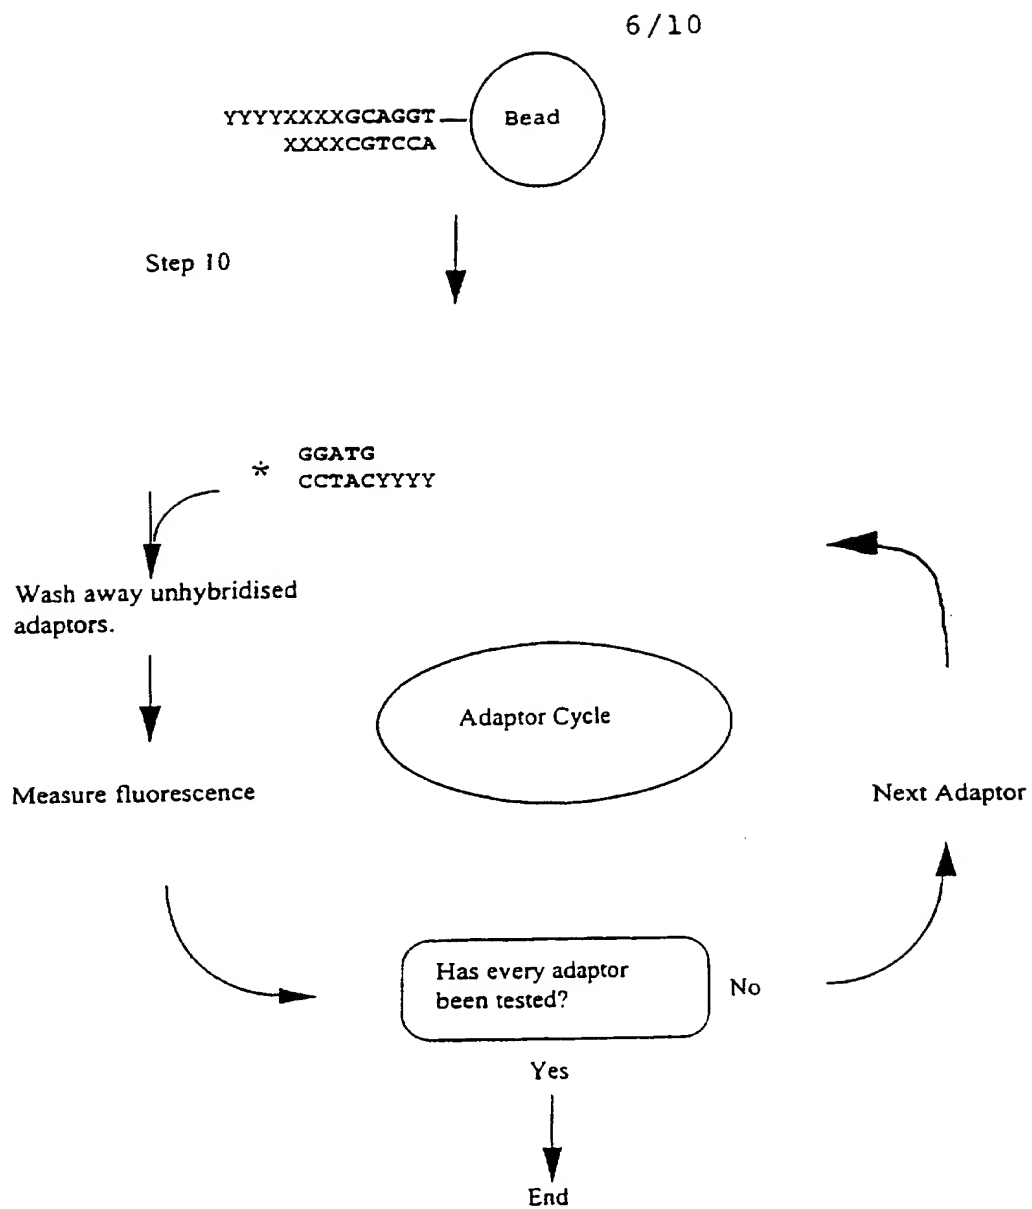 6/10
YYYYXXXXGCAGGT
XXXXCGTCCA
Bead
Step 10
* GGATG
CCTACYYYY
Wash away unhybridised
adaptors.
Adaptor Cycle
Measure fluorescence
Next Adaptor
Has every adaptor
been tested?
No
Yes
End